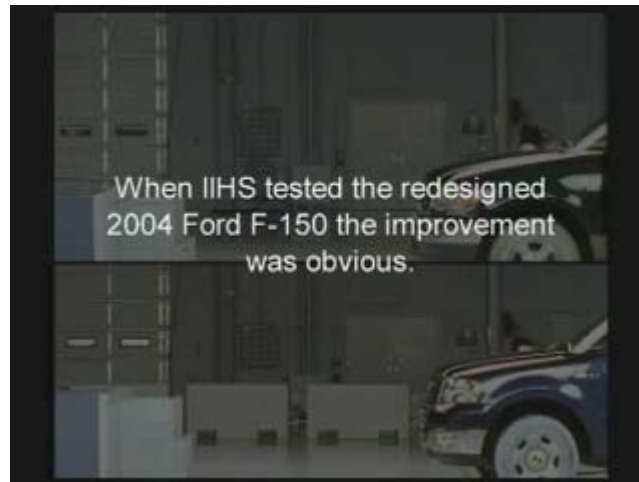 When IIHS tested the redesigned
2004 Ford F-150 the improvement
was obvious.